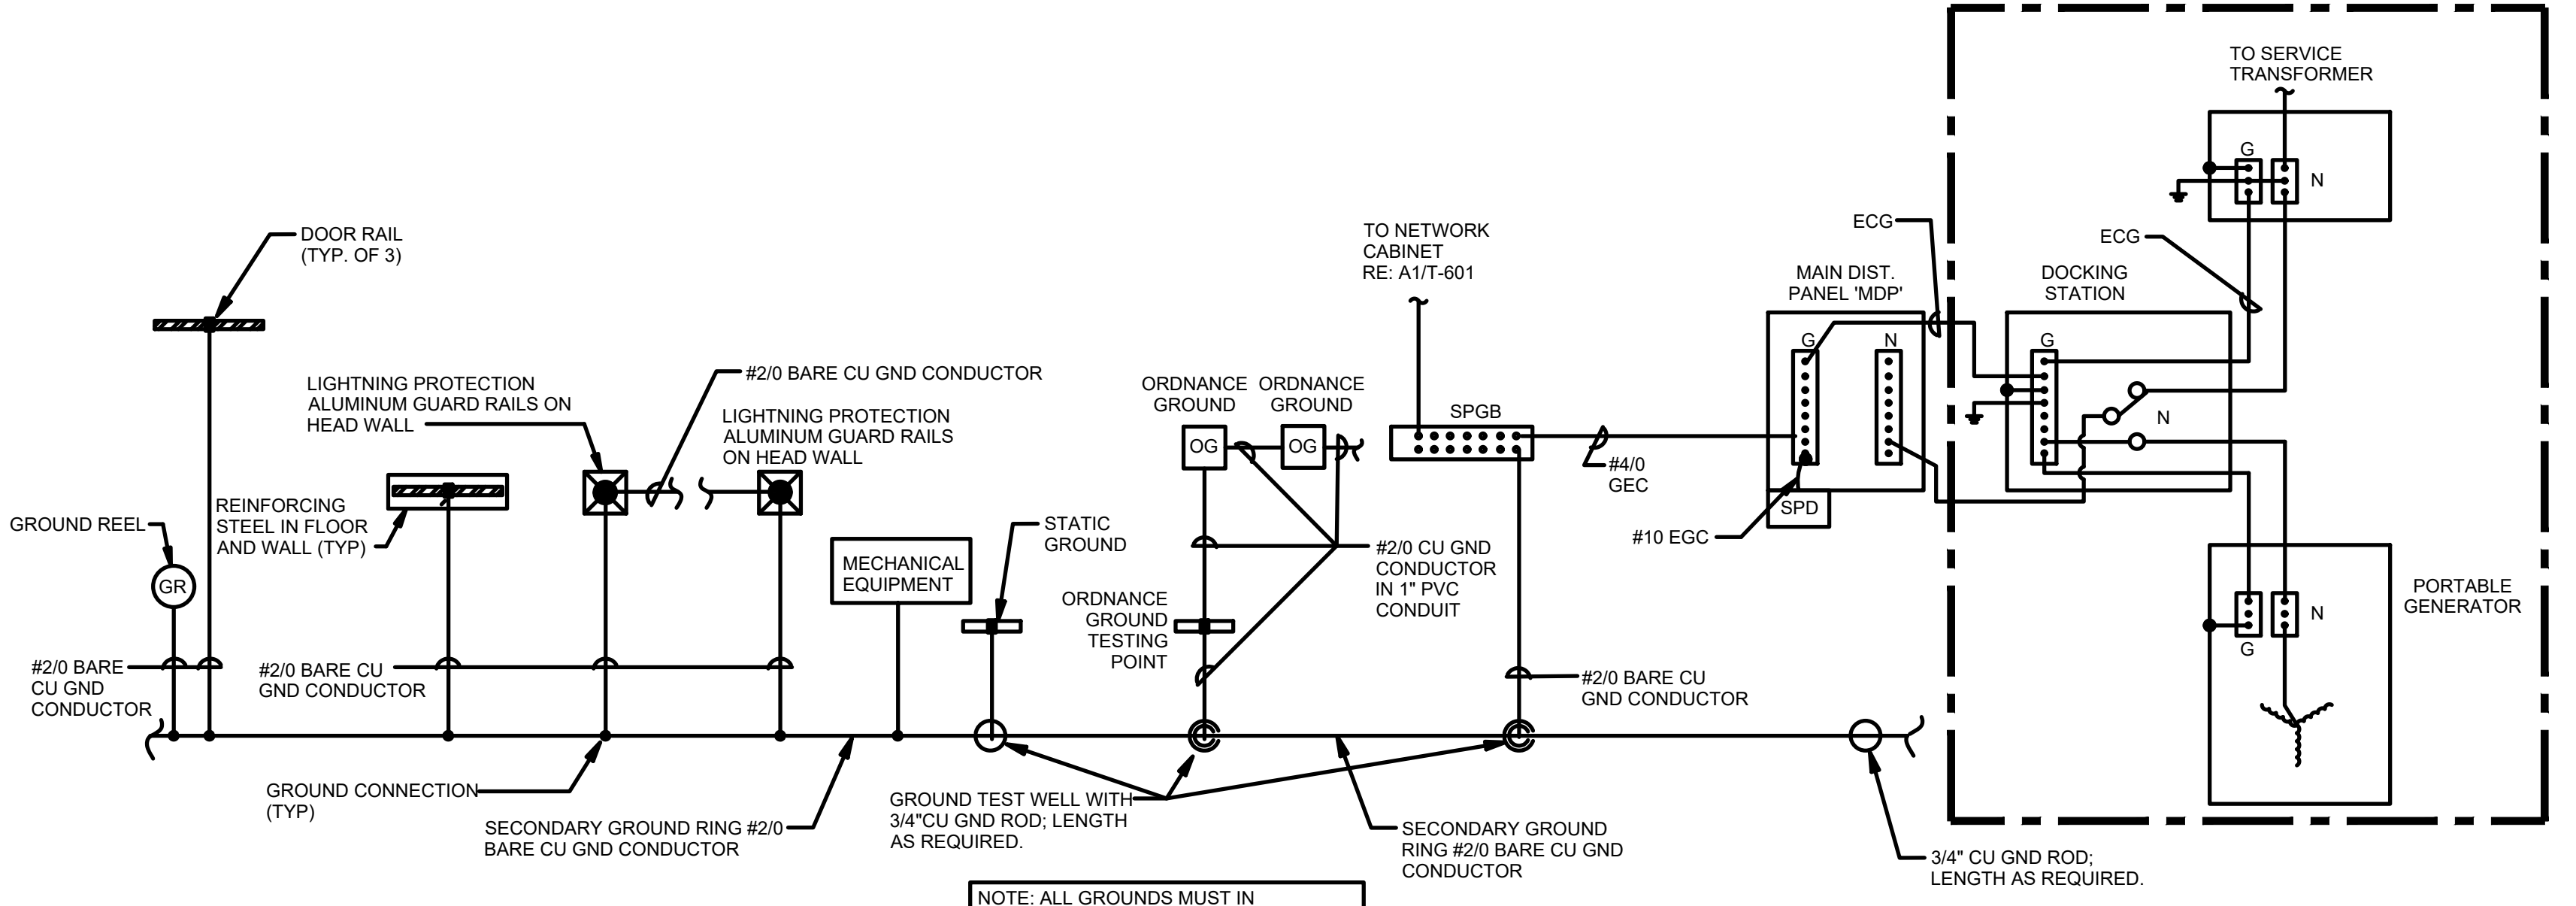 TO SERVICE
TRANSFORMER
G
N
ECG
ECG
DOOR RAIL
(TYP. OF 3)
TO NETWORK
CABINET
RE: A1/T-601
MAIN DIST.
PANEL 'MDP'
DOCKING
STATION
G
N
G
N
LIGHTNING PROTECTION
ALUMINUM GUARD RAILS ON
HEAD WALL
#2/0 BARE CU GND CONDUCTOR
LIGHTNING PROTECTION
ALUMINUM GUARD RAILS
ON HEAD WALL
ORDNANCE
GROUND
ORDNANCE
GROUND
OG
OG
SPGB
#4/0
GEC
SPD
#10 EGC
GROUND REEL
GR
REINFORCING
STEEL IN FLOOR
AND WALL (TYP)
MECHANICAL
EQUIPMENT
STATIC
GROUND
ORDNANCE
GROUND
TESTING
POINT
#2/0 CU GND
CONDUCTOR
IN 1" PVC
CONDUIT
PORTABLE
GENERATOR
N
G
#2/0 BARE
CU GND
CONDUCTOR
#2/0 BARE CU
GND CONDUCTOR
#2/0 BARE CU
GND CONDUCTOR
GROUND CONNECTION
(TYP)
SECONDARY GROUND RING #2/0
BARE CU GND CONDUCTOR
GROUND TEST WELL WITH
3/4"CU GND ROD; LENGTH
AS REQUIRED.
SECONDARY GROUND
RING #2/0 BARE CU GND
CONDUCTOR
3/4" CU GND ROD;
LENGTH AS REQUIRED.
NOTE: ALL GROUNDS MUST IN